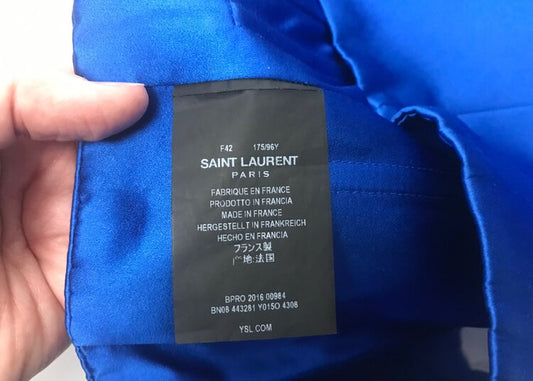 F42 175/96Y
SAINT LAURENT
PARIS
FABRIQUE EN FRANCE
PRODOTTO IN FRANCIA
MADE IN FRANCE
HERGESTELLT IN FRANKREICH
HECHO EN FRANCIA
フランス製
产地:法国
BPRO 2016 00984
BN08 443281 Y015O 4308
YSL.COM